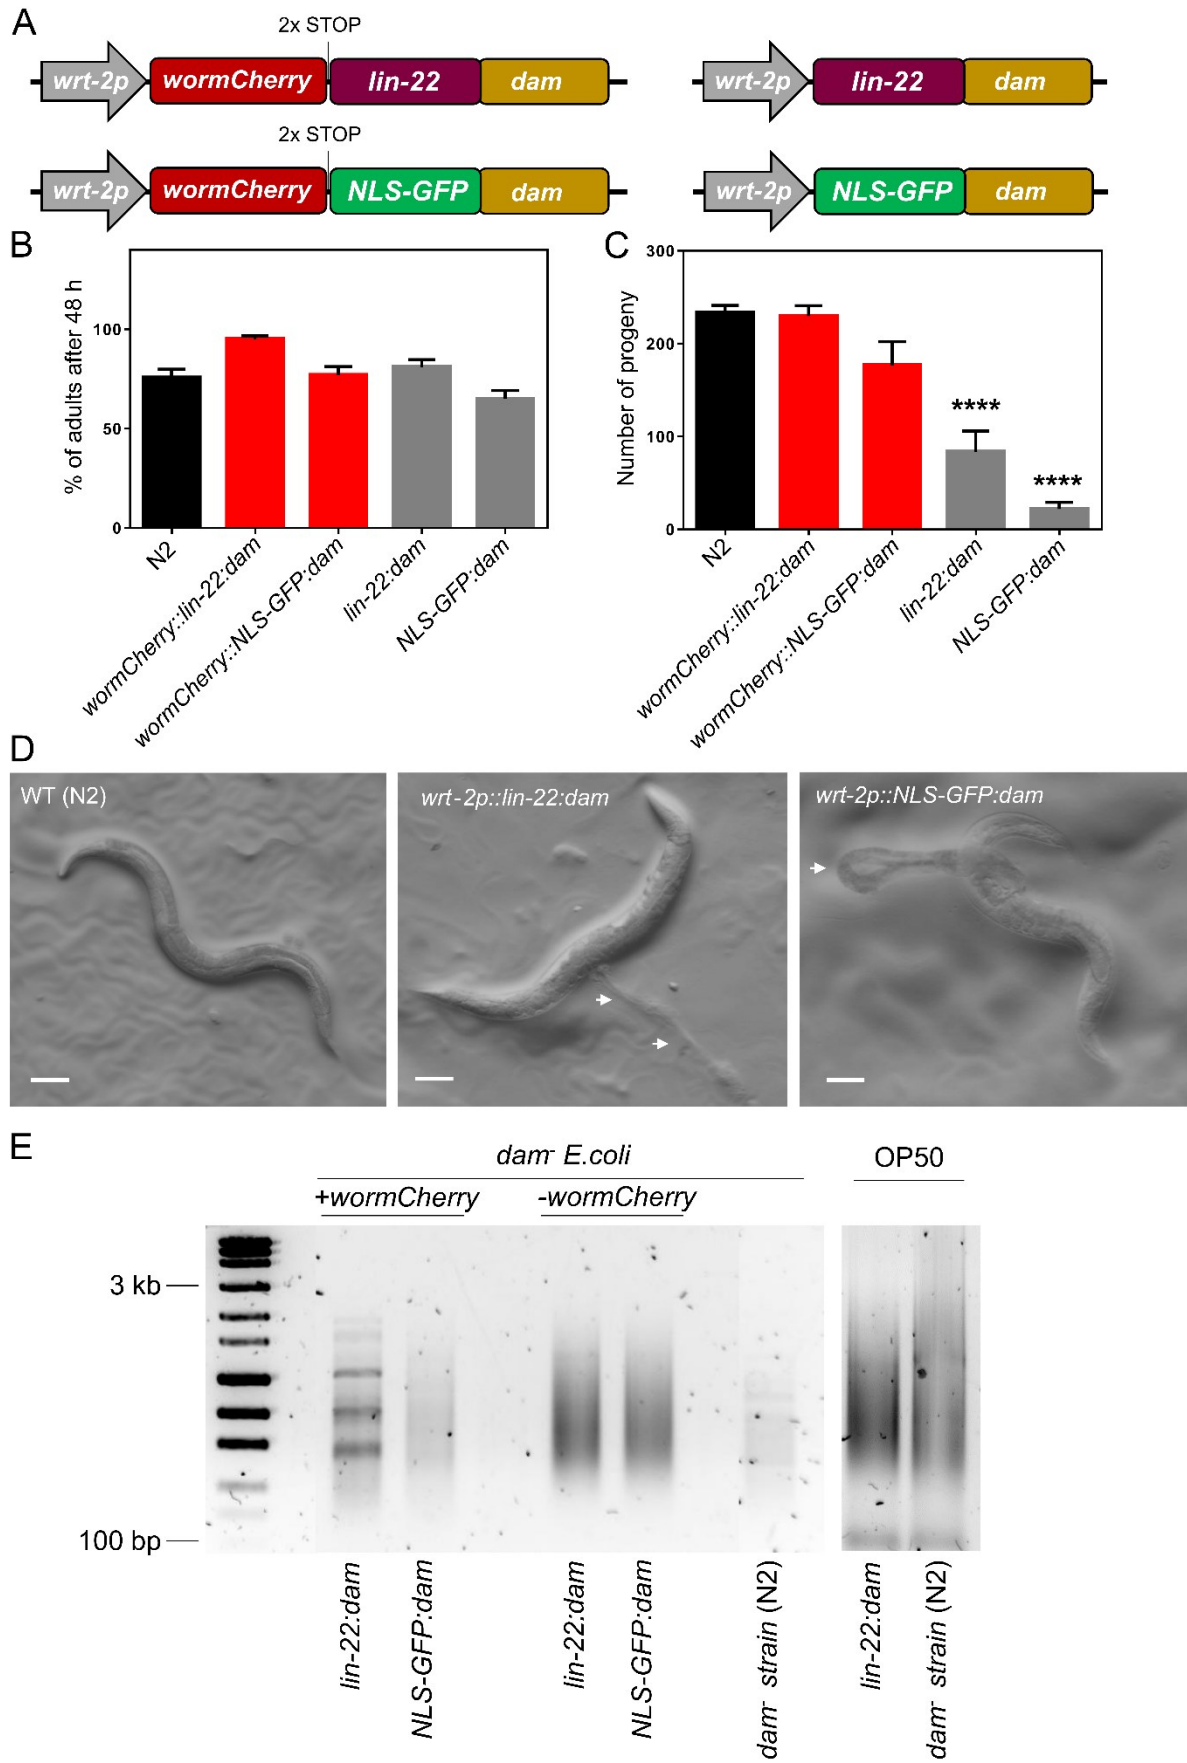 A
2x STOP
wrt-2p wormCherry lin-22 dam
wrt-2p lin-22 dam
2x STOP
wrt-2p wormCherry NLS-GFP dam
wrt-2p NLS-GFP dam
B
% of adults after 48 h
100
50
0
N2
wormCherry::lin-22:dam
wormCherry::NLS-GFP:dam
lin-22:dam
NLS-GFP:dam
C
Number of progeny
300
200
100
0
****
****
N2
wormCherry::lin-22:dam
wormCherry::NLS-GFP:dam
lin-22:dam
NLS-GFP:dam
D
WT (N2)
wrt-2p::lin-22:dam
wrt-2p::NLS-GFP:dam
E
dam⁻ E.coli
OP50
+wormCherry
-wormCherry
3 kb
100 bp
lin-22:dam
NLS-GFP:dam
lin-22:dam
NLS-GFP:dam
dam⁻ strain (N2)
lin-22:dam
dam⁻ strain (N2)